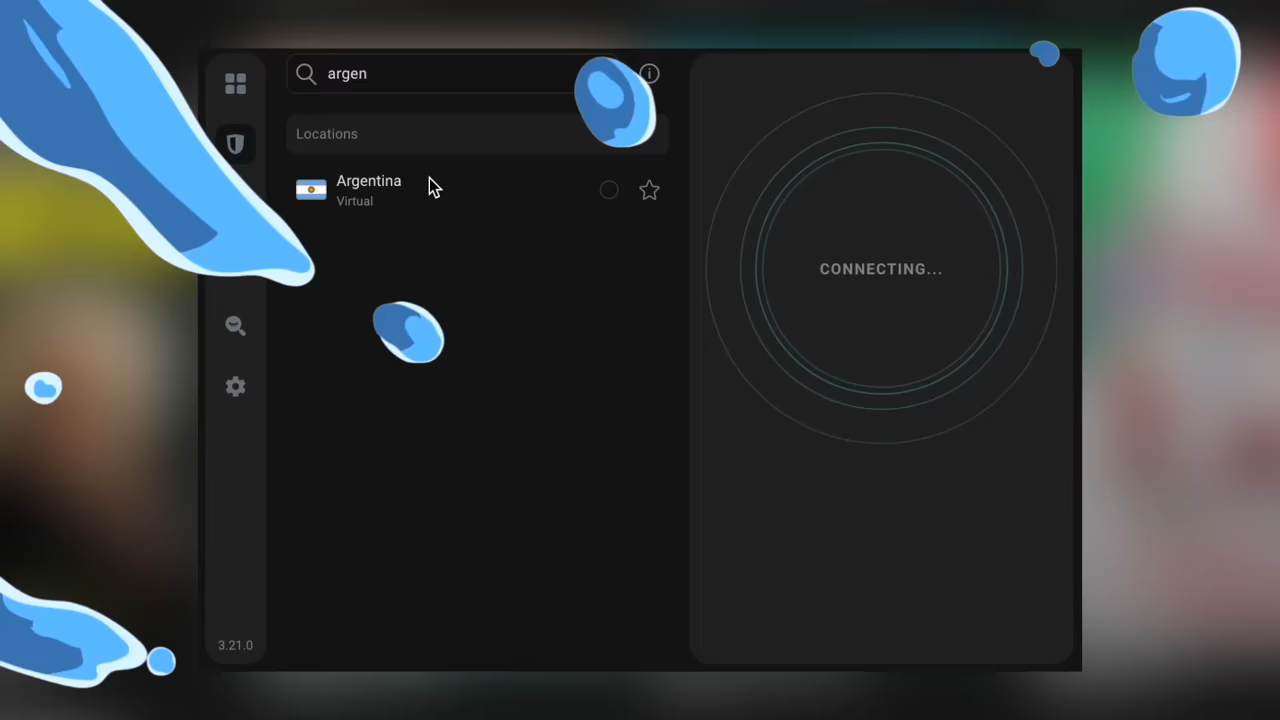 argen
Locations
Argentina
Virtual
CONNECTING...
3.21.0